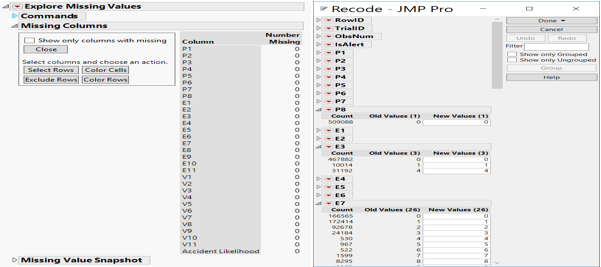 Explore Missing Values
Commands
Missing Columns
Show only columns with missing
Close
Select columns and choose an action.
Select Rows Color Cells
Exclude Rows Color Rows
Column Number Missing
P1 0
P2 0
P3 0
P4 0
P5 0
P6 0
P7 0
P8 0
E1 0
E2 0
E3 0
E4 0
E5 0
E6 0
E7 0
E8 0
E9 0
E10 0
E11 0
V1 0
V2 0
V3 0
V4 0
V5 0
V6 0
V7 0
V8 0
V9 0
V10 0
V11 0
Accident Likelihood 0
Missing Value Snapshot
Recode - JMP Pro
RowID
TrialID
ObsNum
IsAlert
P1
P2
P3
P4
P5
P6
P7
P8
Count Old Values (1) New Values (1)
509088 0 0
E1
E2
E3
Count Old Values (3) New Values (3)
467882 0 0
10014 1 1
31192 4 4
E4
E5
E6
E7
Count Old Values (26) New Values (26)
166565 0 0
172414 1 1
92678 2 2
24184 3 3
530 4 4
967 5 5
522 6 6
1599 7 7
8295 8 8
Done
Cancel
Undo Redo
Filter
Show only Grouped
Show only Ungrouped
Group
Help